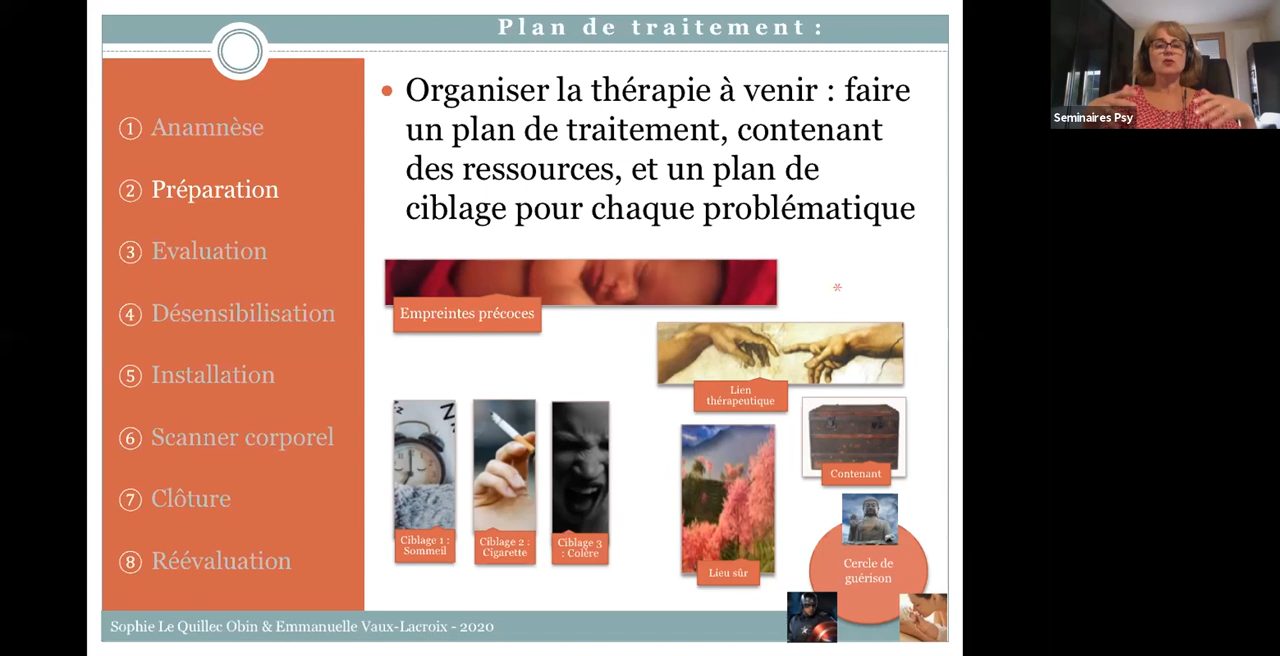 Plan de traitement :
① Anamnèse
② Préparation
③ Evaluation
④ Désensibilisation
⑤ Installation
⑥ Scanner corporel
⑦ Clôture
⑧ Réévaluation
• Organiser la thérapie à venir : faire
un plan de traitement, contenant
des ressources, et un plan de
ciblage pour chaque problématique
Empreintes précoces
Lien
thérapeutique
Contenant
Ciblage 1 :
Sommeil
Ciblage 2 :
Cigarette
Ciblage 3
: Colère
Lieu sûr
Cercle de
guérison
Sophie Le Quillec Obin & Emmanuelle Vaux-Lacroix - 2020
Seminaires Psy